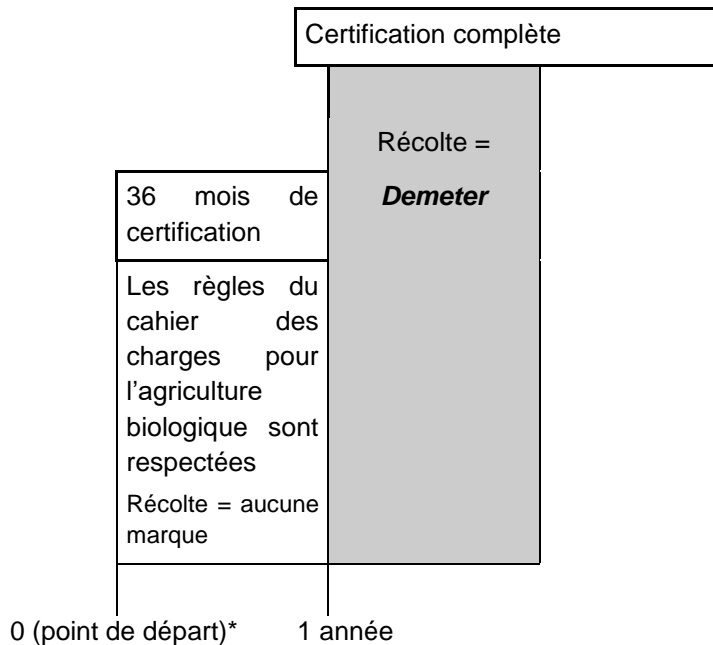 Certification complète
Récolte =
Demeter
36 mois de
certification
Les règles du
cahier des
charges pour
l'agriculture
biologique sont
respectées
Récolte = aucune
marque
0 (point de départ)* 1 année